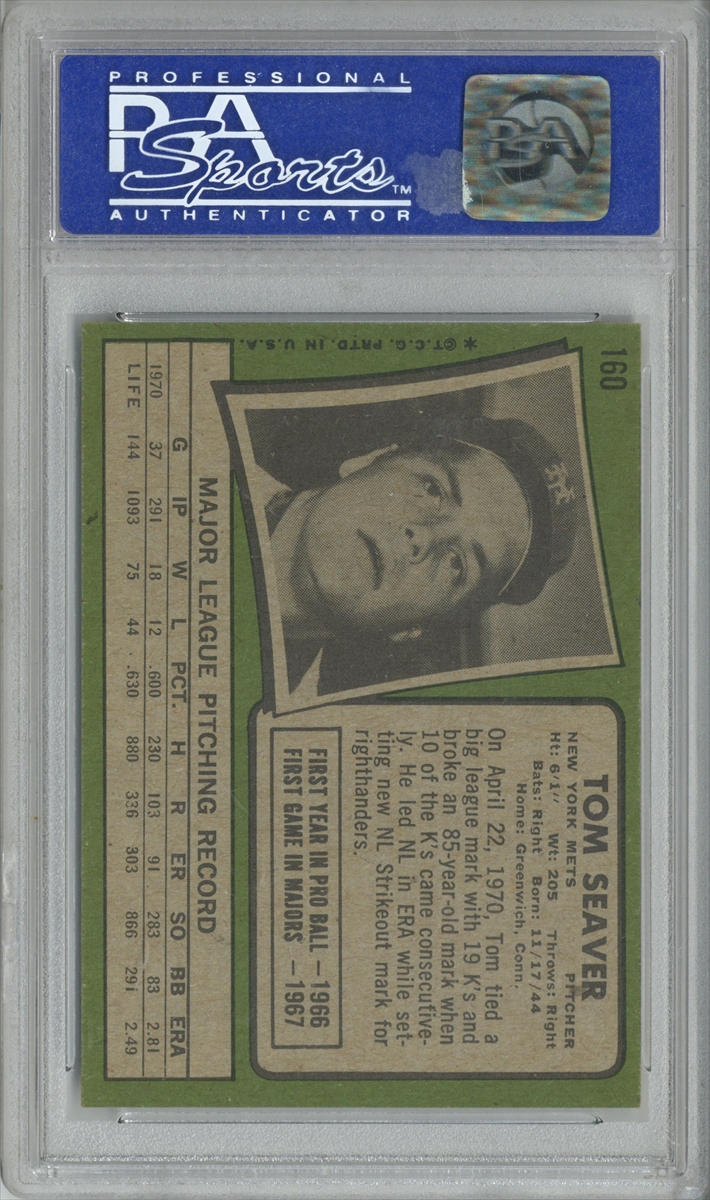 PROFESSIONAL
PSA
Sports™
AUTHENTICATOR
PSA
160
TOM SEAVER
NEW YORK METS PITCHER
Ht: 6'1" Wt: 205 Throws: Right
Bats: Right Born: 11/17/44
Home: Greenwich, Conn.
On April 22, 1970, Tom tied a
big league mark with 19 K's and
broke an 85-year-old mark when
10 of the K's came consecutive-
ly. He led NL in ERA while set-
ting new NL Strikeout mark for
righthanders.
FIRST YEAR IN PRO BALL — 1966
FIRST GAME IN MAJORS — 1967
MAJOR LEAGUE PITCHING RECORD
G IP W L PCT. H R ER SO BB ERA
1970 37 291 18 12 .600 230 103 91 283 83 2.81
LIFE 144 1093 75 44 .630 880 336 303 866 291 2.49
* ©T.C.G. PRTD. IN U.S.A.